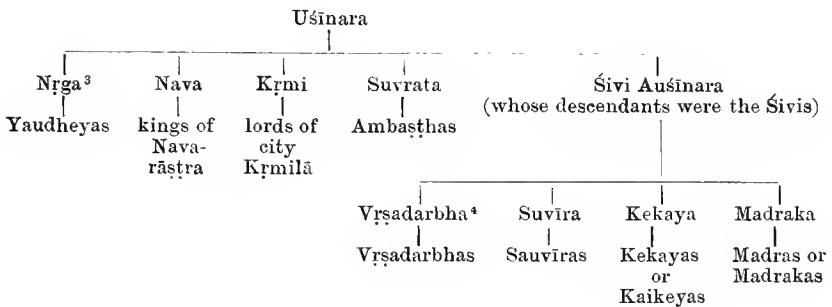 Uśīnara
Nṛga³ Nava Kṛmi Suvrata Śivi Auśīnara
(whose descendants were the Śivis)
Yaudheyas kings of lords of Ambaṣṭhas
Nava- city
rāṣṭra Kṛmilā
Vṛṣadarbha⁴ Suvīra Kekaya Madraka
Vṛṣadarbhas Sauvīras Kekayas Madras or
or Madrakas
Kaikeyas